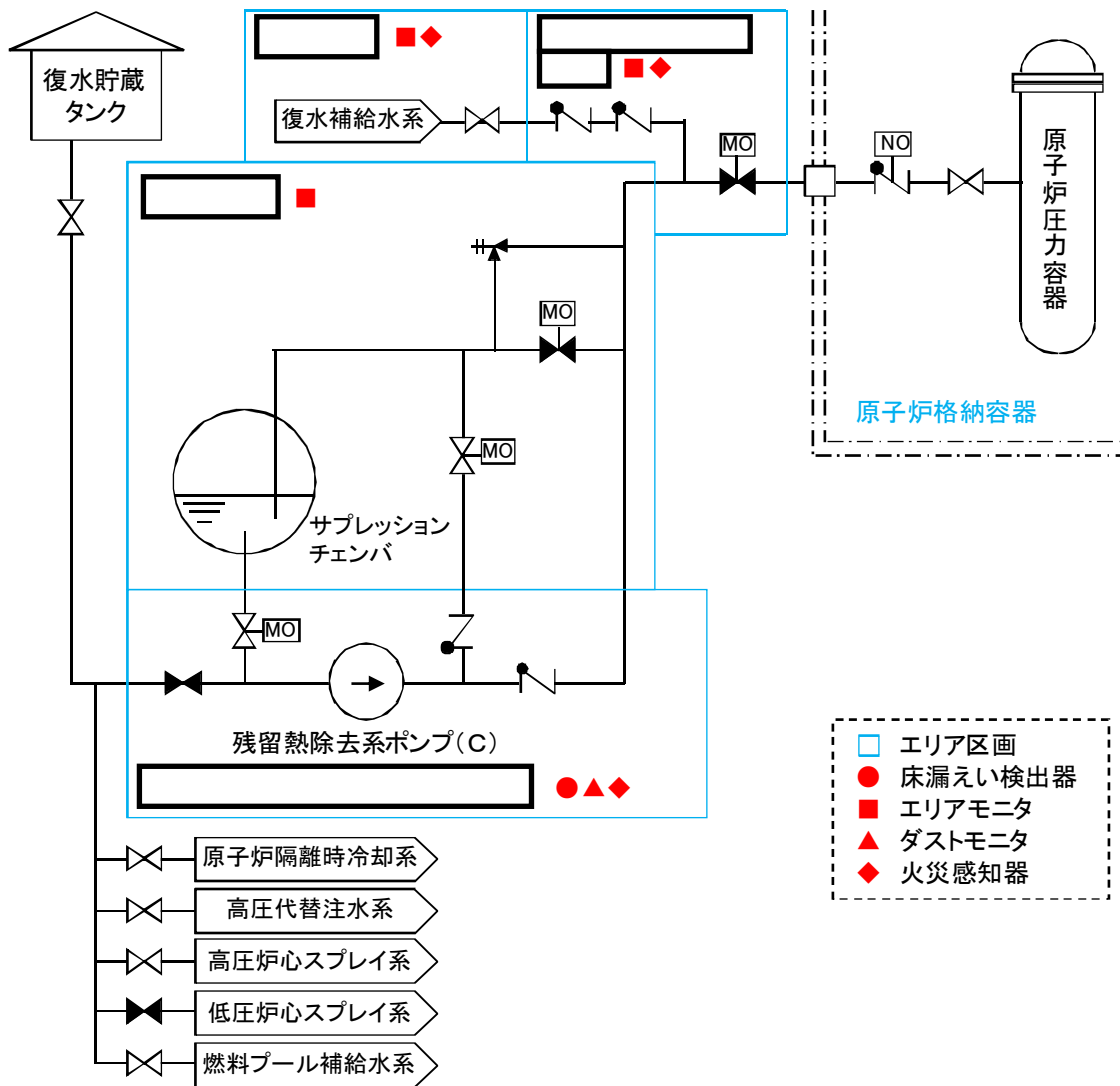 復水貯蔵
タンク
復水補給水系
MO
NO
原子炉圧力容器
MO
原子炉格納容器
MO
サプレッション
チェンバ
MO
残留熱除去系ポンプ(C)
エリア区画
床漏えい検出器
エリアモニタ
ダストモニタ
火災感知器
原子炉隔離時冷却系
高圧代替注水系
高圧炉心スプレイ系
低圧炉心スプレイ系
燃料プール補給水系